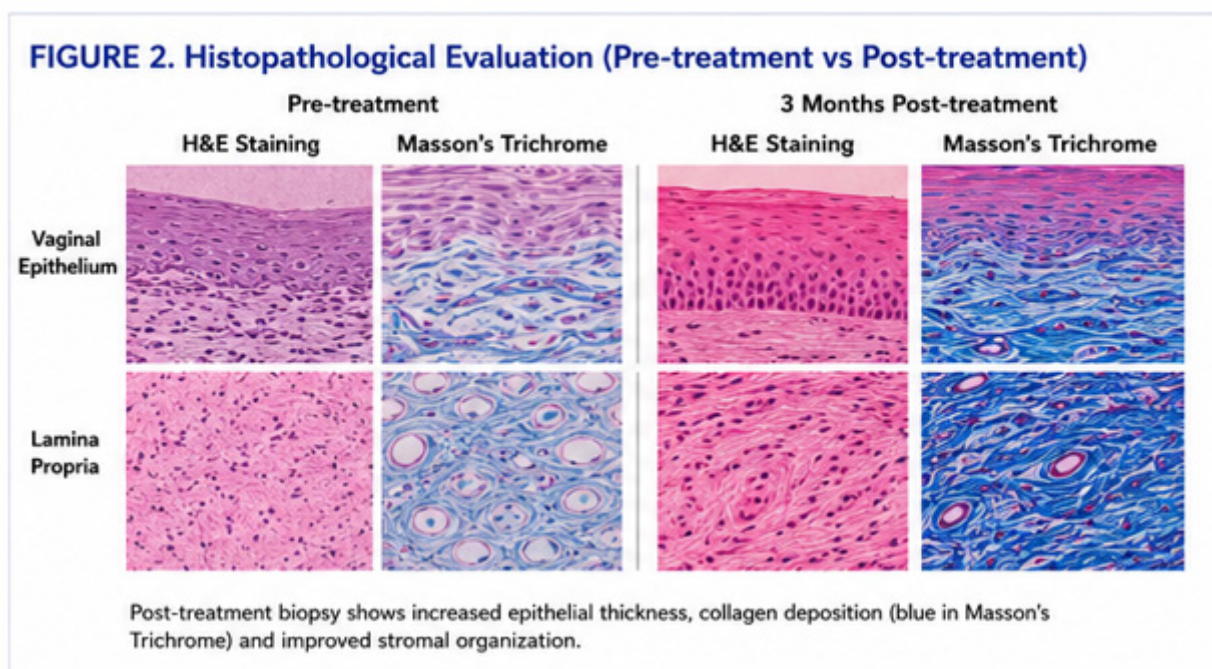 FIGURE 2. Histopathological Evaluation (Pre-treatment vs Post-treatment)
Pre-treatment
3 Months Post-treatment
H&E Staining
Masson's Trichrome
H&E Staining
Masson's Trichrome
Vaginal
Epithelium
Lamina
Propria
Post-treatment biopsy shows increased epithelial thickness, collagen deposition (blue in Masson's
Trichrome) and improved stromal organization.